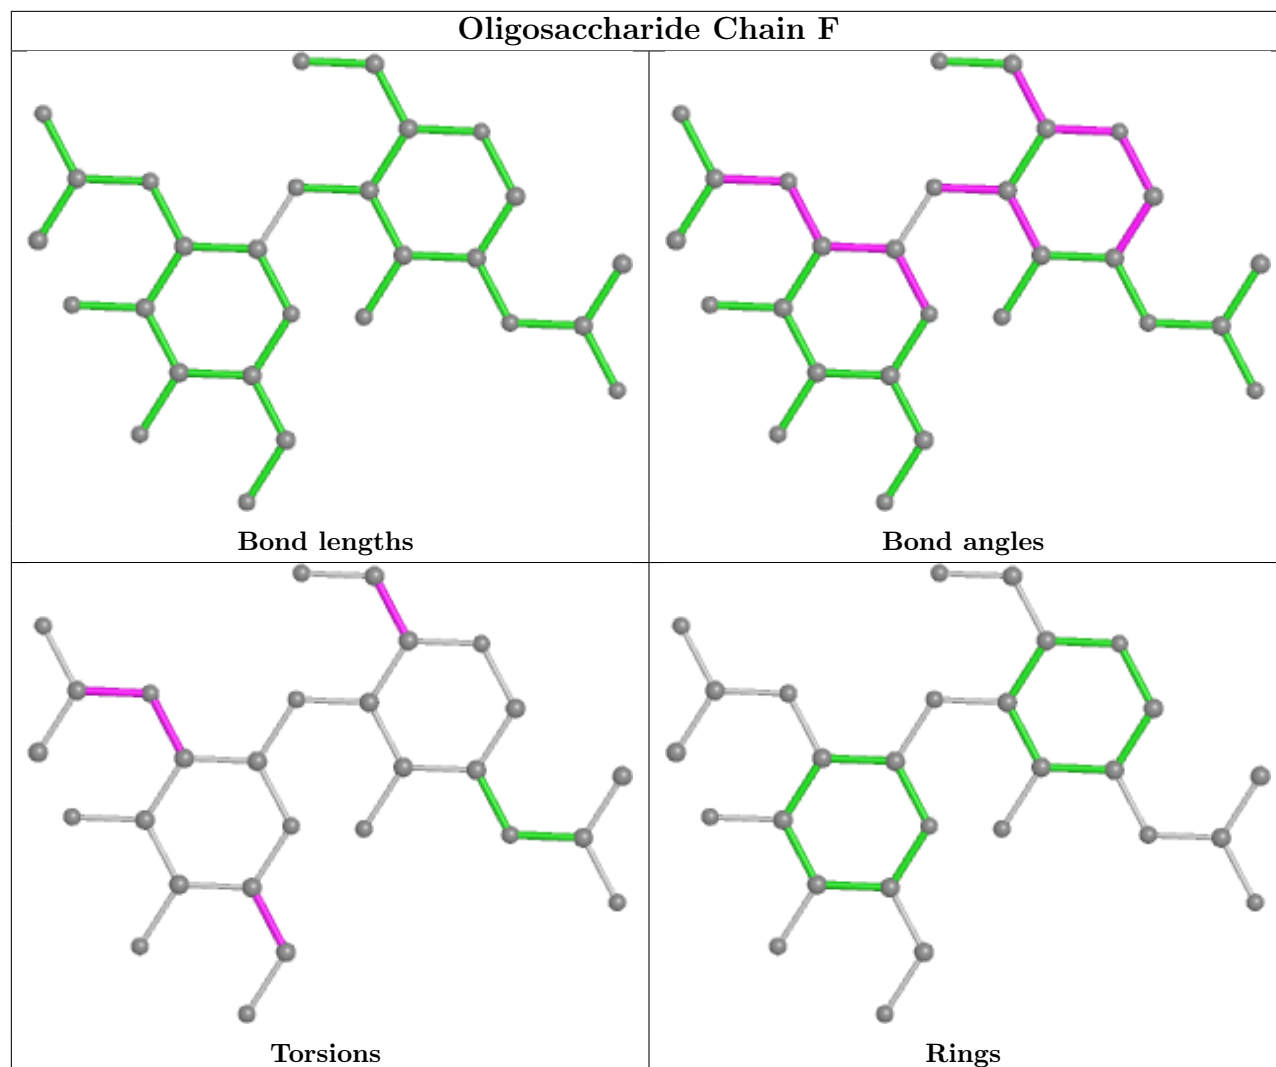 Oligosaccharide Chain F
Bond lengths
Bond angles
Torsions
Rings